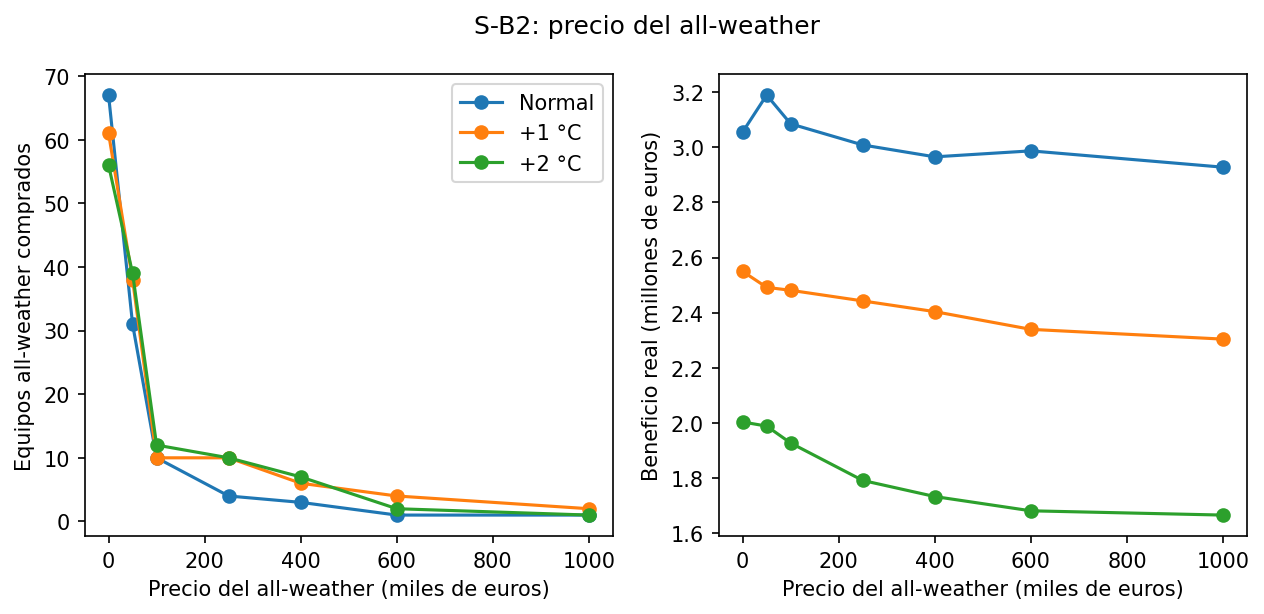 S-B2: precio del all-weather
Equipos all-weather comprados
70
60
50
40
30
20
10
0
0 200 400 600 800 1000
Precio del all-weather (miles de euros)
Normal
+1 °C
+2 °C
Beneficio real (millones de euros)
3.2
3.0
2.8
2.6
2.4
2.2
2.0
1.8
1.6
0 200 400 600 800 1000
Precio del all-weather (miles de euros)